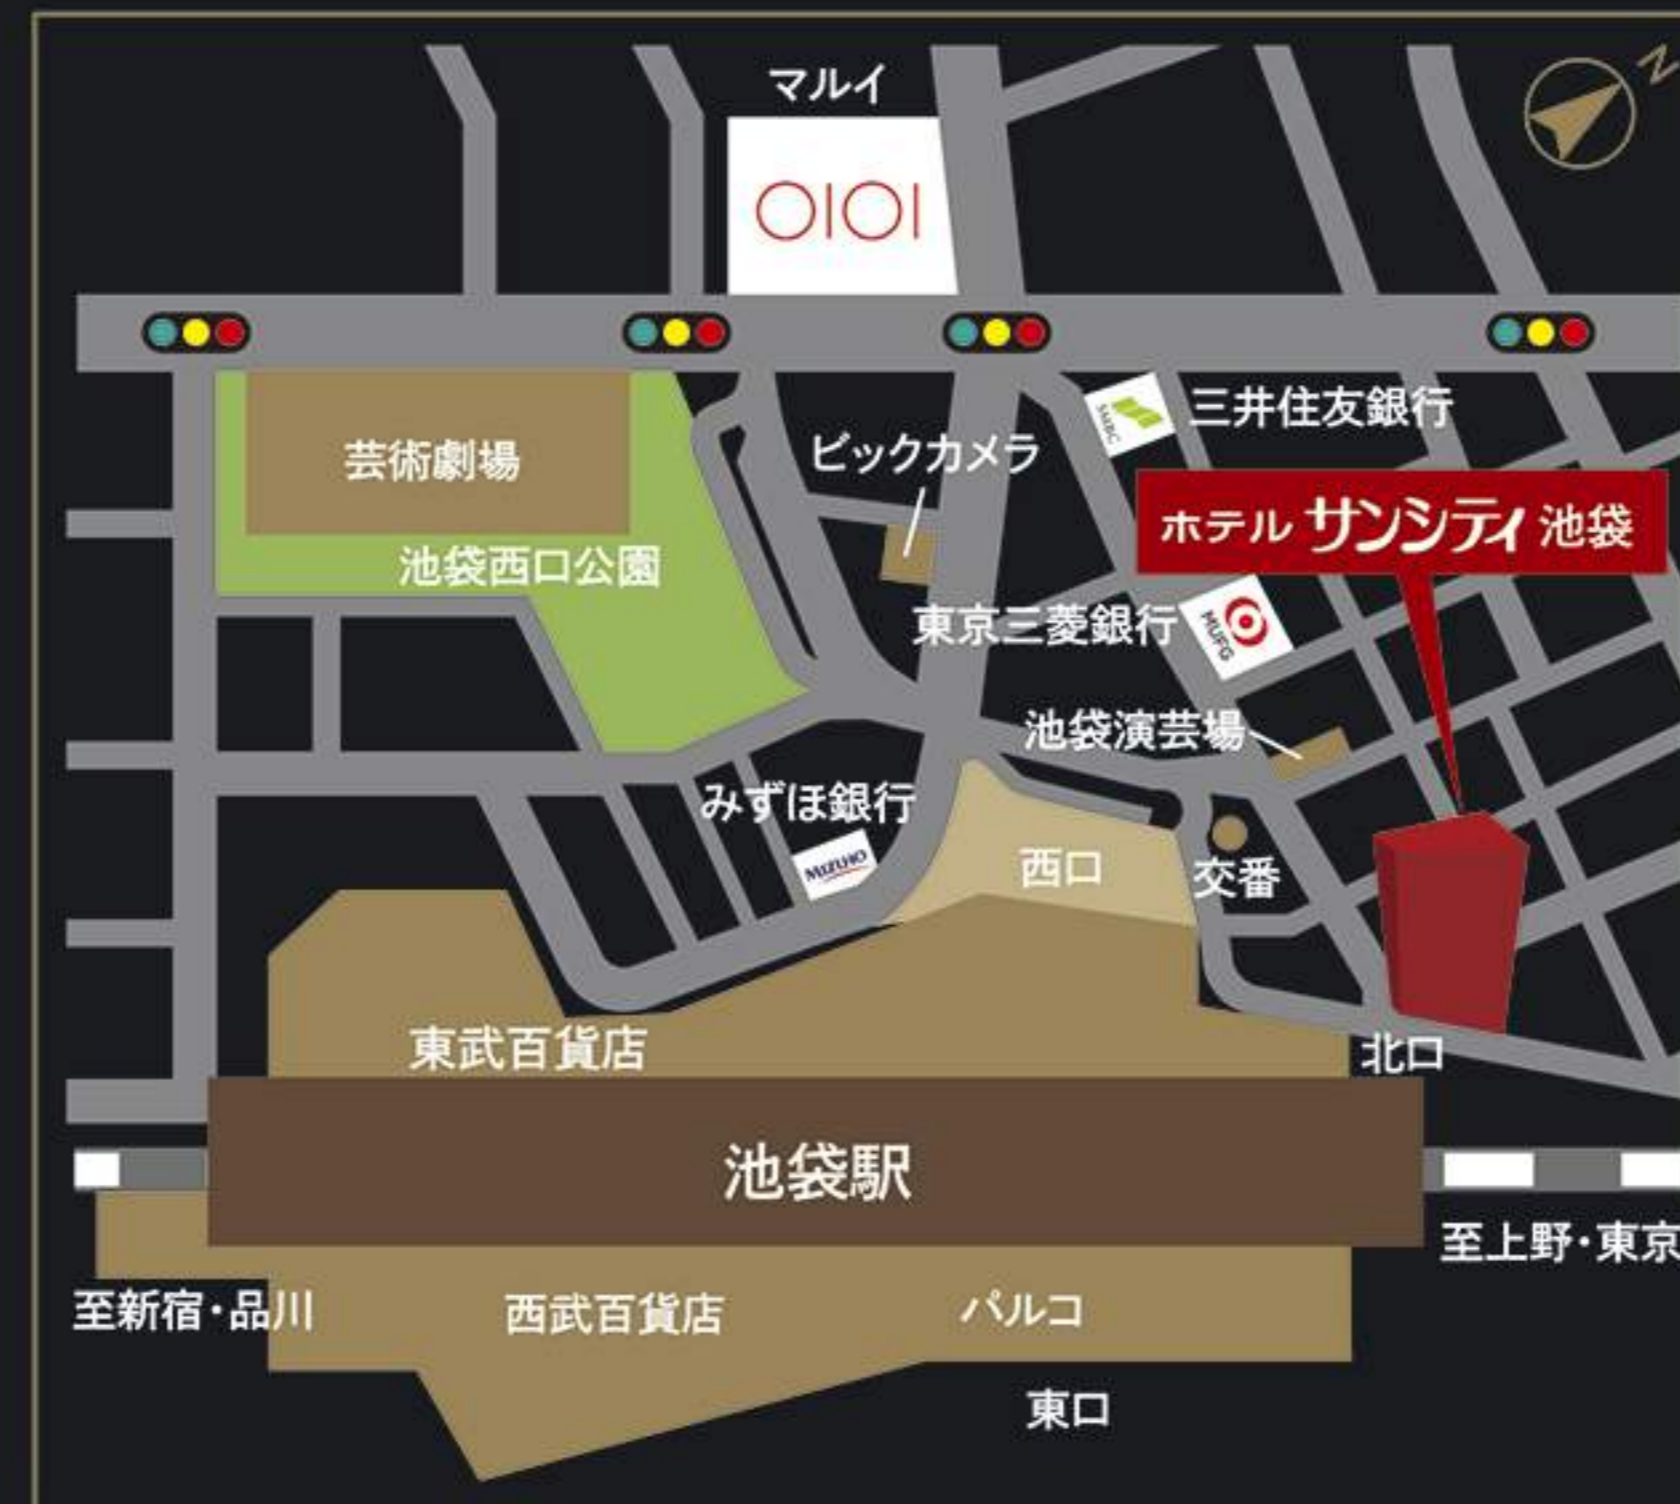 N
マルイ
OIOI
三井住友銀行
SMBC
ビックカメラ
芸術劇場
ホテル サンシティ 池袋
池袋西口公園
東京三菱銀行
MUFG
池袋演芸場
みずほ銀行
MIZUHO
西口
交番
東武百貨店
北口
池袋駅
至上野・東京
至新宿・品川
西武百貨店
パルコ
東口